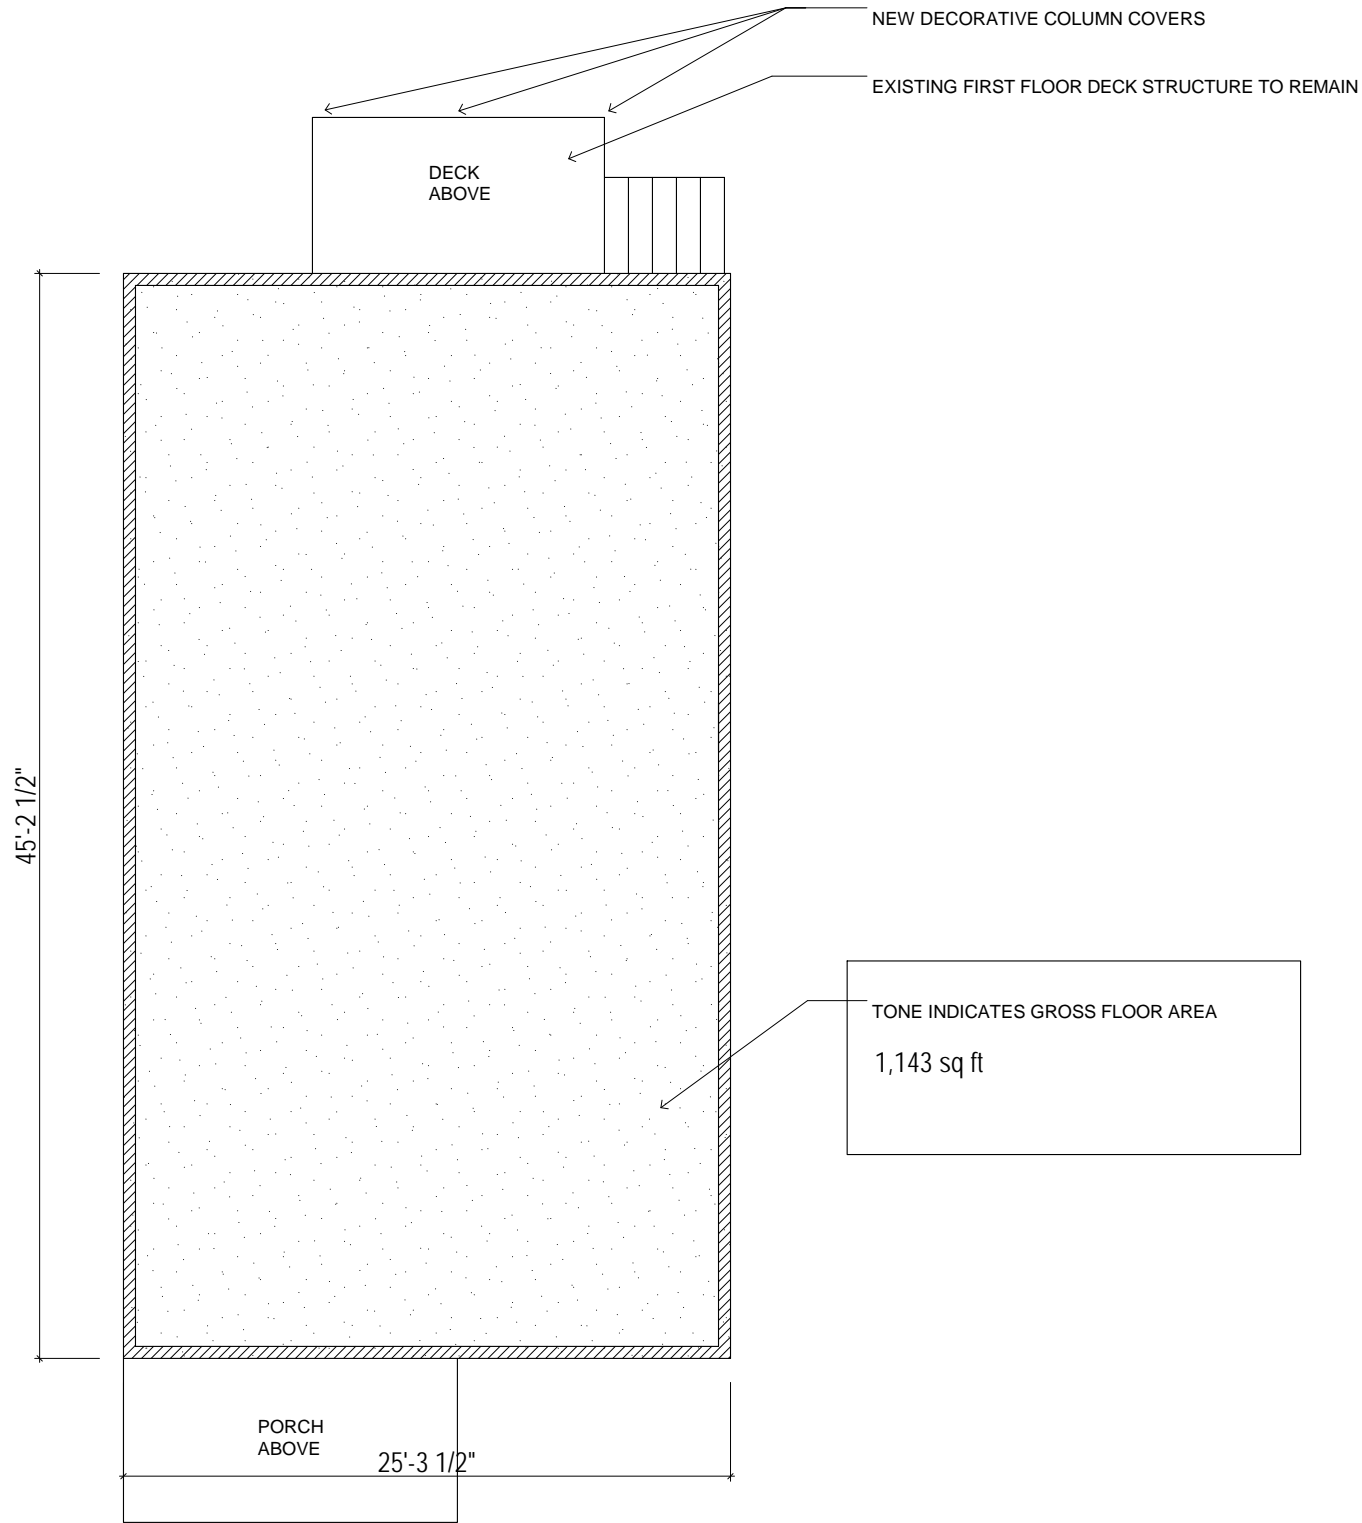 NEW DECORATIVE COLUMN COVERS
EXISTING FIRST FLOOR DECK STRUCTURE TO REMAIN
DECK
ABOVE
45'-2 1/2"
TONE INDICATES GROSS FLOOR AREA
1,143 sq ft
PORCH
ABOVE
25'-3 1/2"